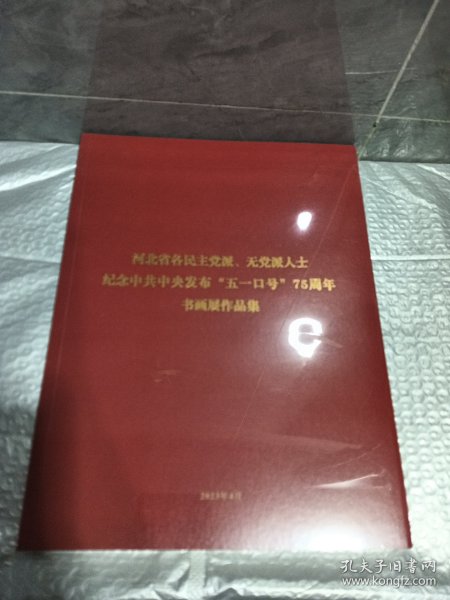 河北省各民主党派、无党派人士
纪念中共中央发布“五一口号”75周年
书画展作品集
2023年4月
孔夫子旧书网
www.kongfz.com